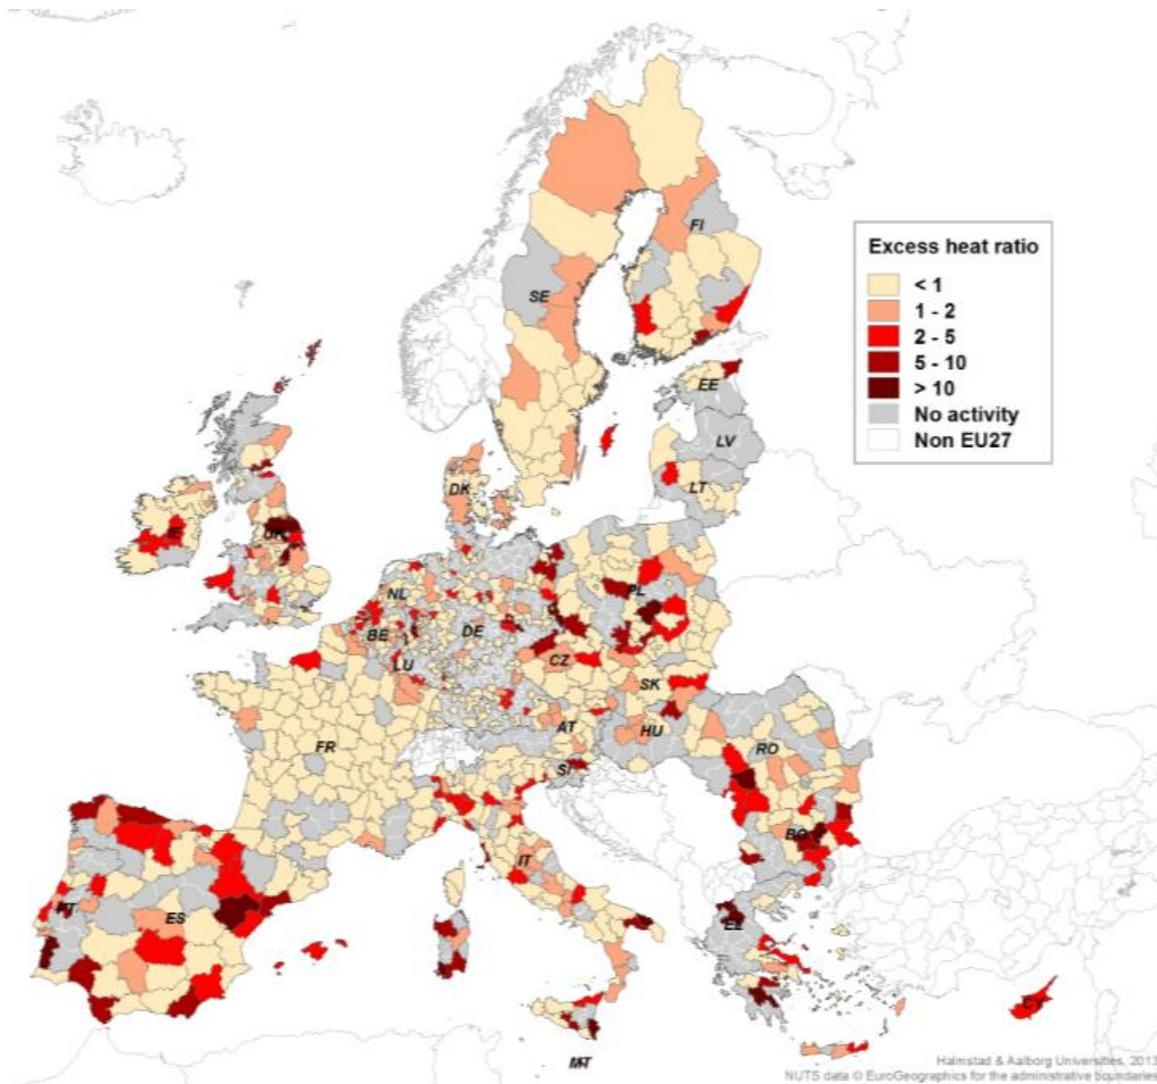 Excess heat ratio
< 1
1 - 2
2 - 5
5 - 10
> 10
No activity
Non EU27
FI
SE
EE
LV
LT
DK
IE
UK
NL
PL
BE
DE
LU
CZ
SK
AT
HU
FR
SI
RO
BG
IT
PT
ES
EL
CY
MT
Halmstad & Aalborg Universities, 2013
NUTS data © EuroGeographics for the administrative boundaries